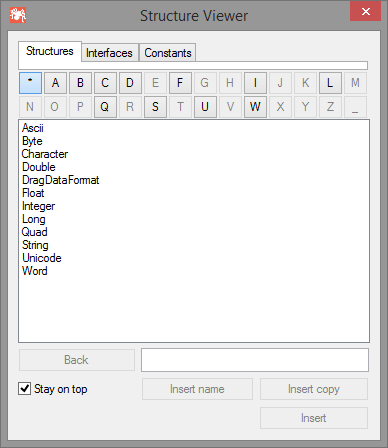 Structure Viewer
Structures Interfaces Constants
* A B C D E F G H I J K L M
N O P Q R S T U V W X Y Z _
Ascii
Byte
Character
Double
DragDataFormat
Float
Integer
Long
Quad
String
Unicode
Word
Back
Stay on top Insert name Insert copy
Insert